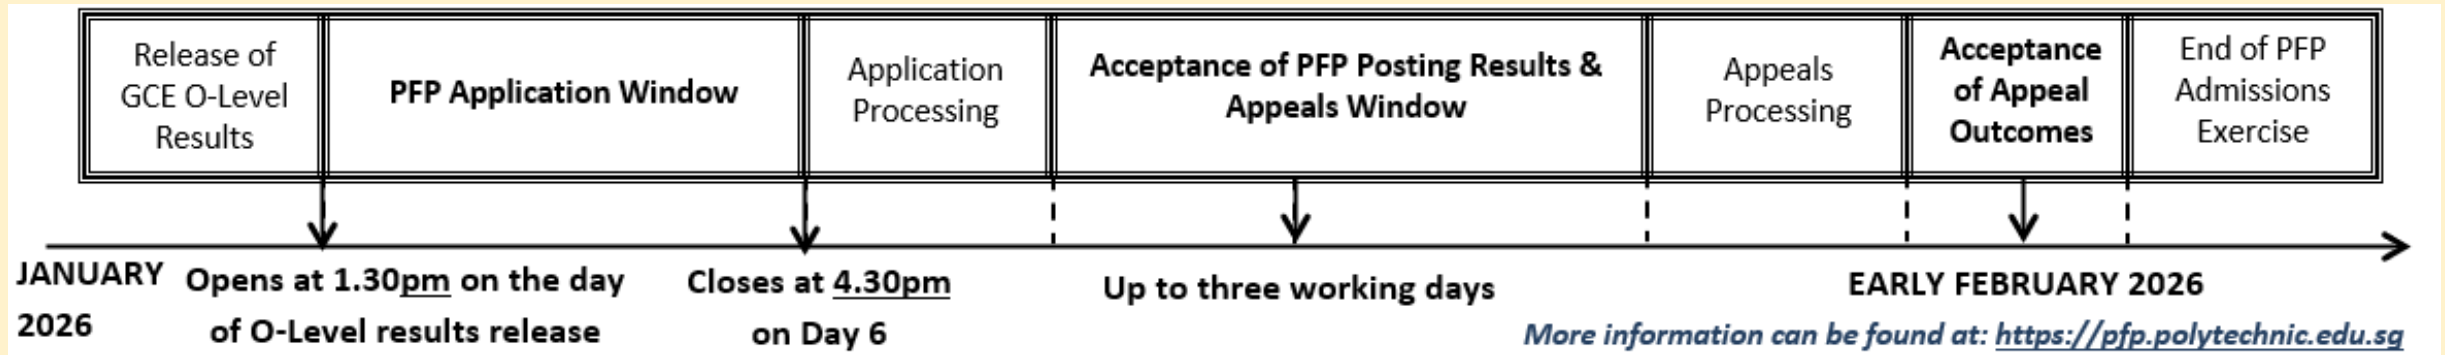 Release of
GCE O-Level
Results
PFP Application Window
Application
Processing
Acceptance of PFP Posting Results &
Appeals Window
Appeals
Processing
Acceptance
of Appeal
Outcomes
End of PFP
Admissions
Exercise
JANUARY
2026
Opens at 1.30pm on the day
of O-Level results release
Closes at 4.30pm
on Day 6
Up to three working days
EARLY FEBRUARY 2026
More information can be found at: https://pfp.polytechnic.edu.sg